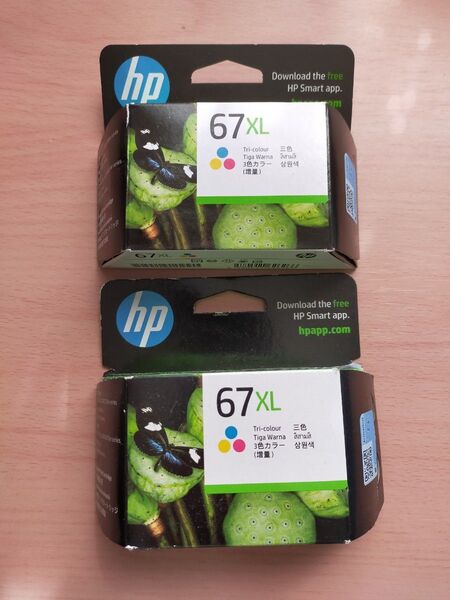 hp
Download the free
HP Smart app.
hpapp.com
67XL
Tri-colour 三色
Tiga Warna สีสามสี
3色カラー 삼원색
(増量)
67XL
hp
Download the free
HP Smart app.
hpapp.com
67XL
Tri-colour 三色
Tiga Warna สีสามสี
3色カラー 삼원색
(増量)